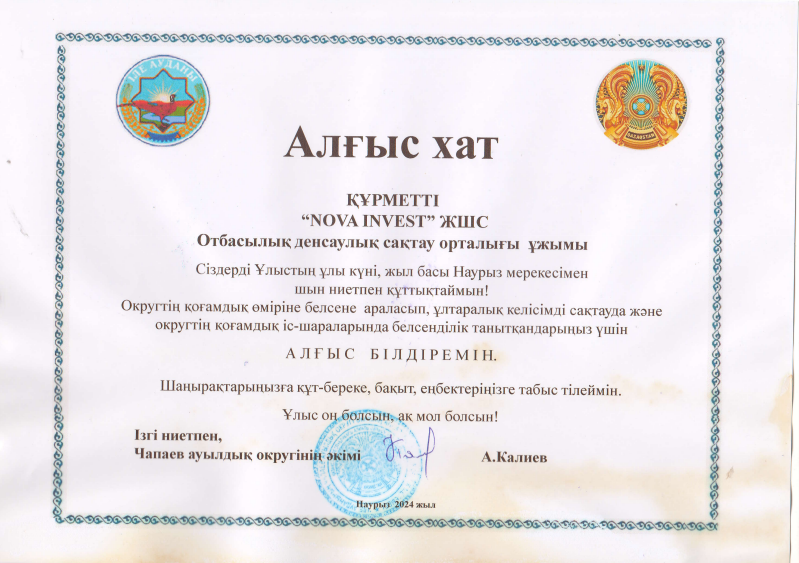 ІЛЕ АУДАНЫ
QAZAQSTAN
Алғыс хат
ҚҰРМЕТТІ
“NOVA INVEST” ЖШС
Отбасылық денсаулық сақтау орталығы ұжымы
Сіздерді Ұлыстың ұлы күні, жыл басы Наурыз мерекесімен
шын ниетпен құттықтаймын!
Округтің қоғамдық өміріне белсене араласып, ұлтаралық келісімді сақтауда және
округтің қоғамдық іс-шараларында белсенділік танытқандарыңыз үшін
А Л Ғ Ы С Б І Л Д І Р Е М І Н.
Шаңырақтарыңызға құт-береке, бақыт, еңбектеріңізге табыс тілеймін.
Ұлыс оң болсын, ақ мол болсын!
Ізгі ниетпен,
Чапаев ауылдық округінің әкімі А.Калиев
Наурыз 2024 жыл